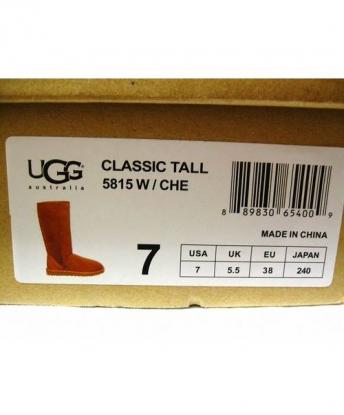 UGG
australia
CLASSIC TALL
5815 W / CHE
8 89830 65400 9
MADE IN CHINA
7
USA UK EU JAPAN
7 5.5 38 240